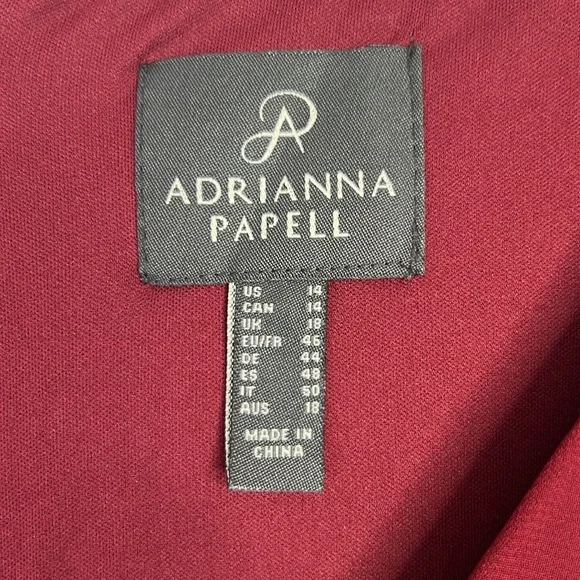 ADRIANNA
PAPELL
US 14
CAN 14
UK 18
EU/FR 46
DE 44
ES 48
IT 50
AUS 18
MADE IN
CHINA